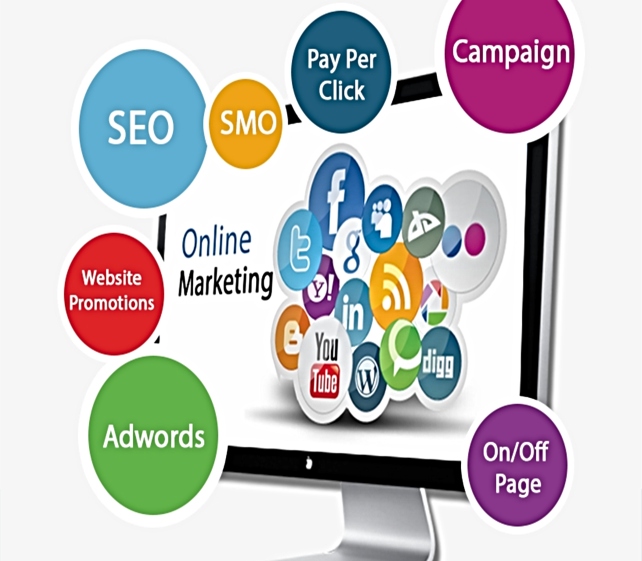 Campaign
Pay Per
Click
SEO
SMO
Online
Marketing
Website
Promotions
Adwords
On/Off
Page
f
t
g
Y!
in
B
You
Tube
W
digg